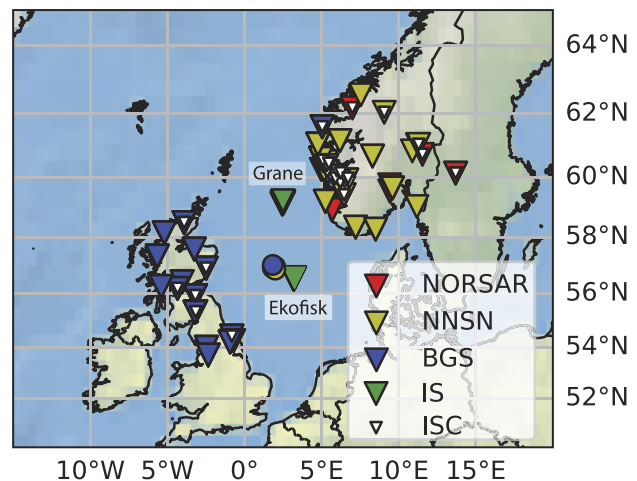 64°N
62°N
Grane
60°N
58°N
56°N
Ekofisk
NORSAR
NNSN
BGS
IS
ISC
54°N
52°N
10°W 5°W 0° 5°E 10°E 15°E